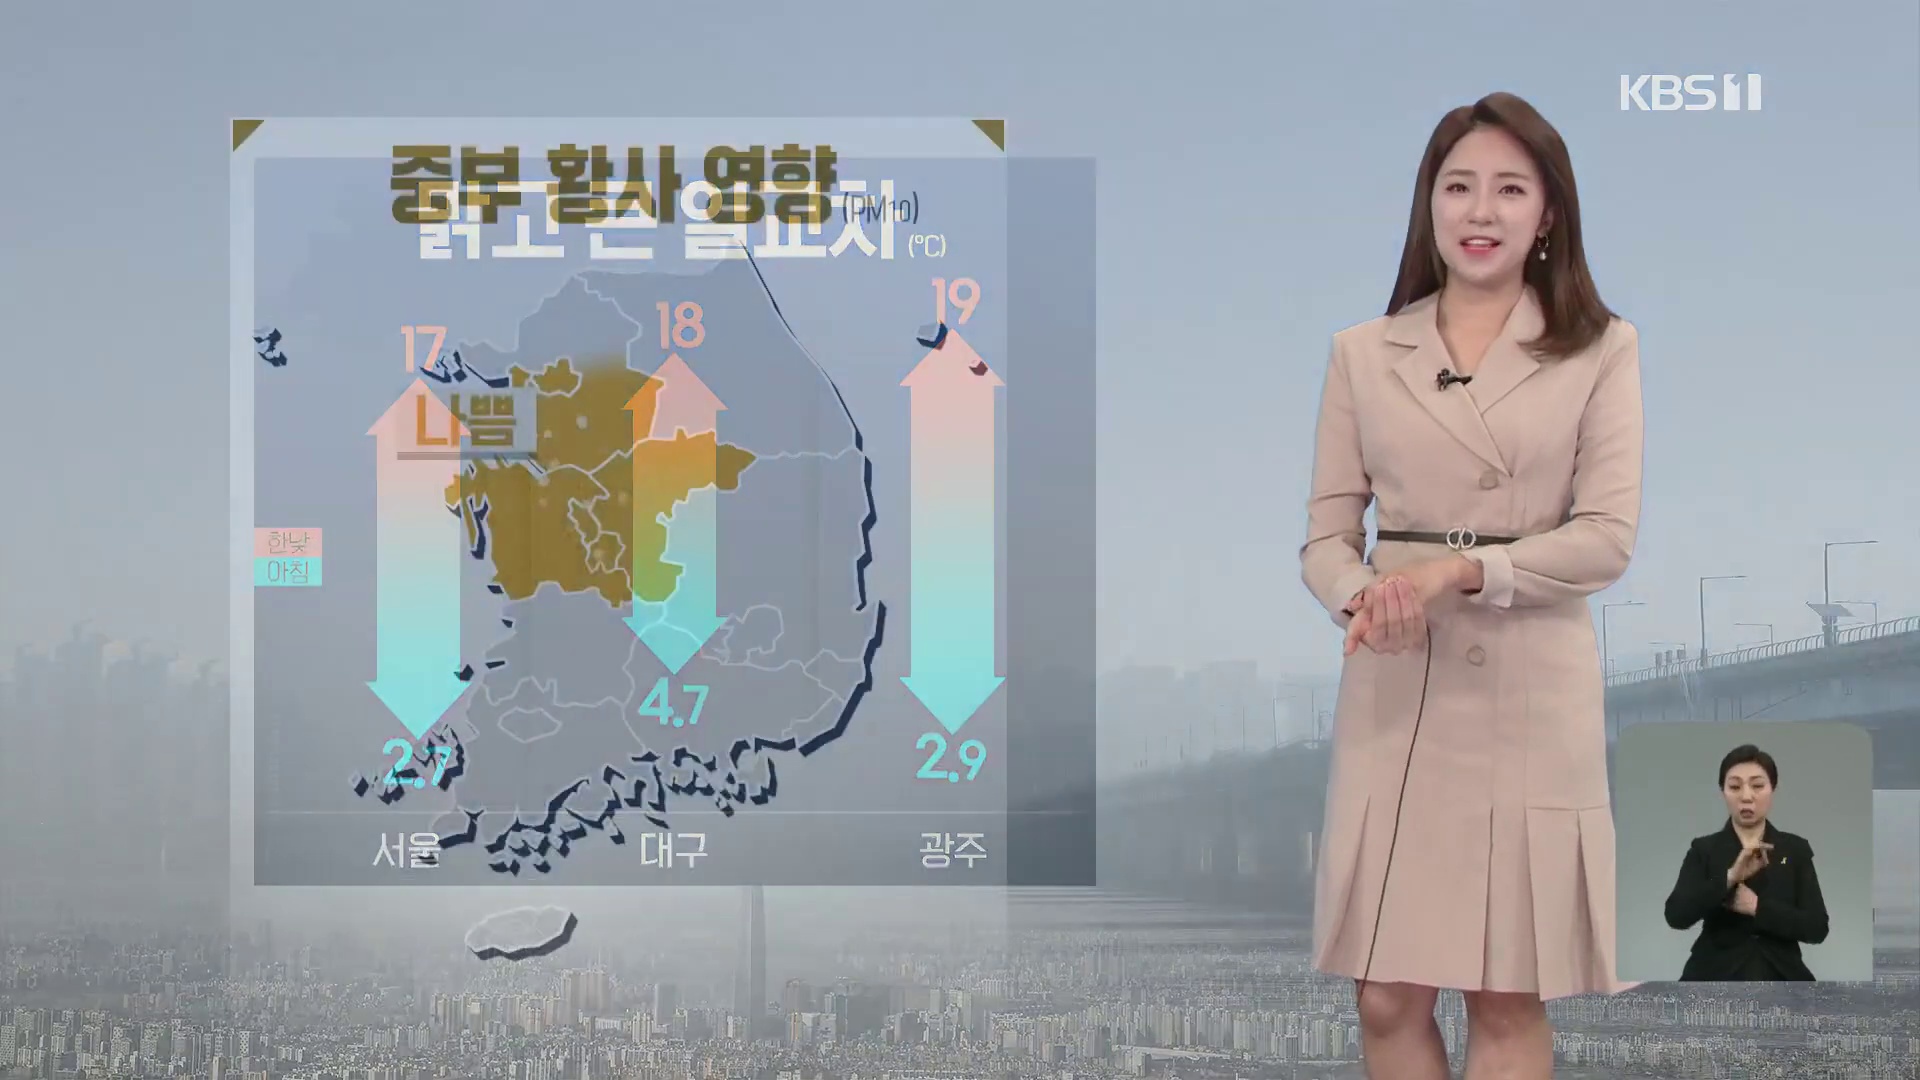 KBS1
중부 황사 영향 (PM10)
맑고 큰 일교차 (℃)
17
18
19
나쁨
한낮
아침
2.7
4.7
2.9
서울
대구
광주